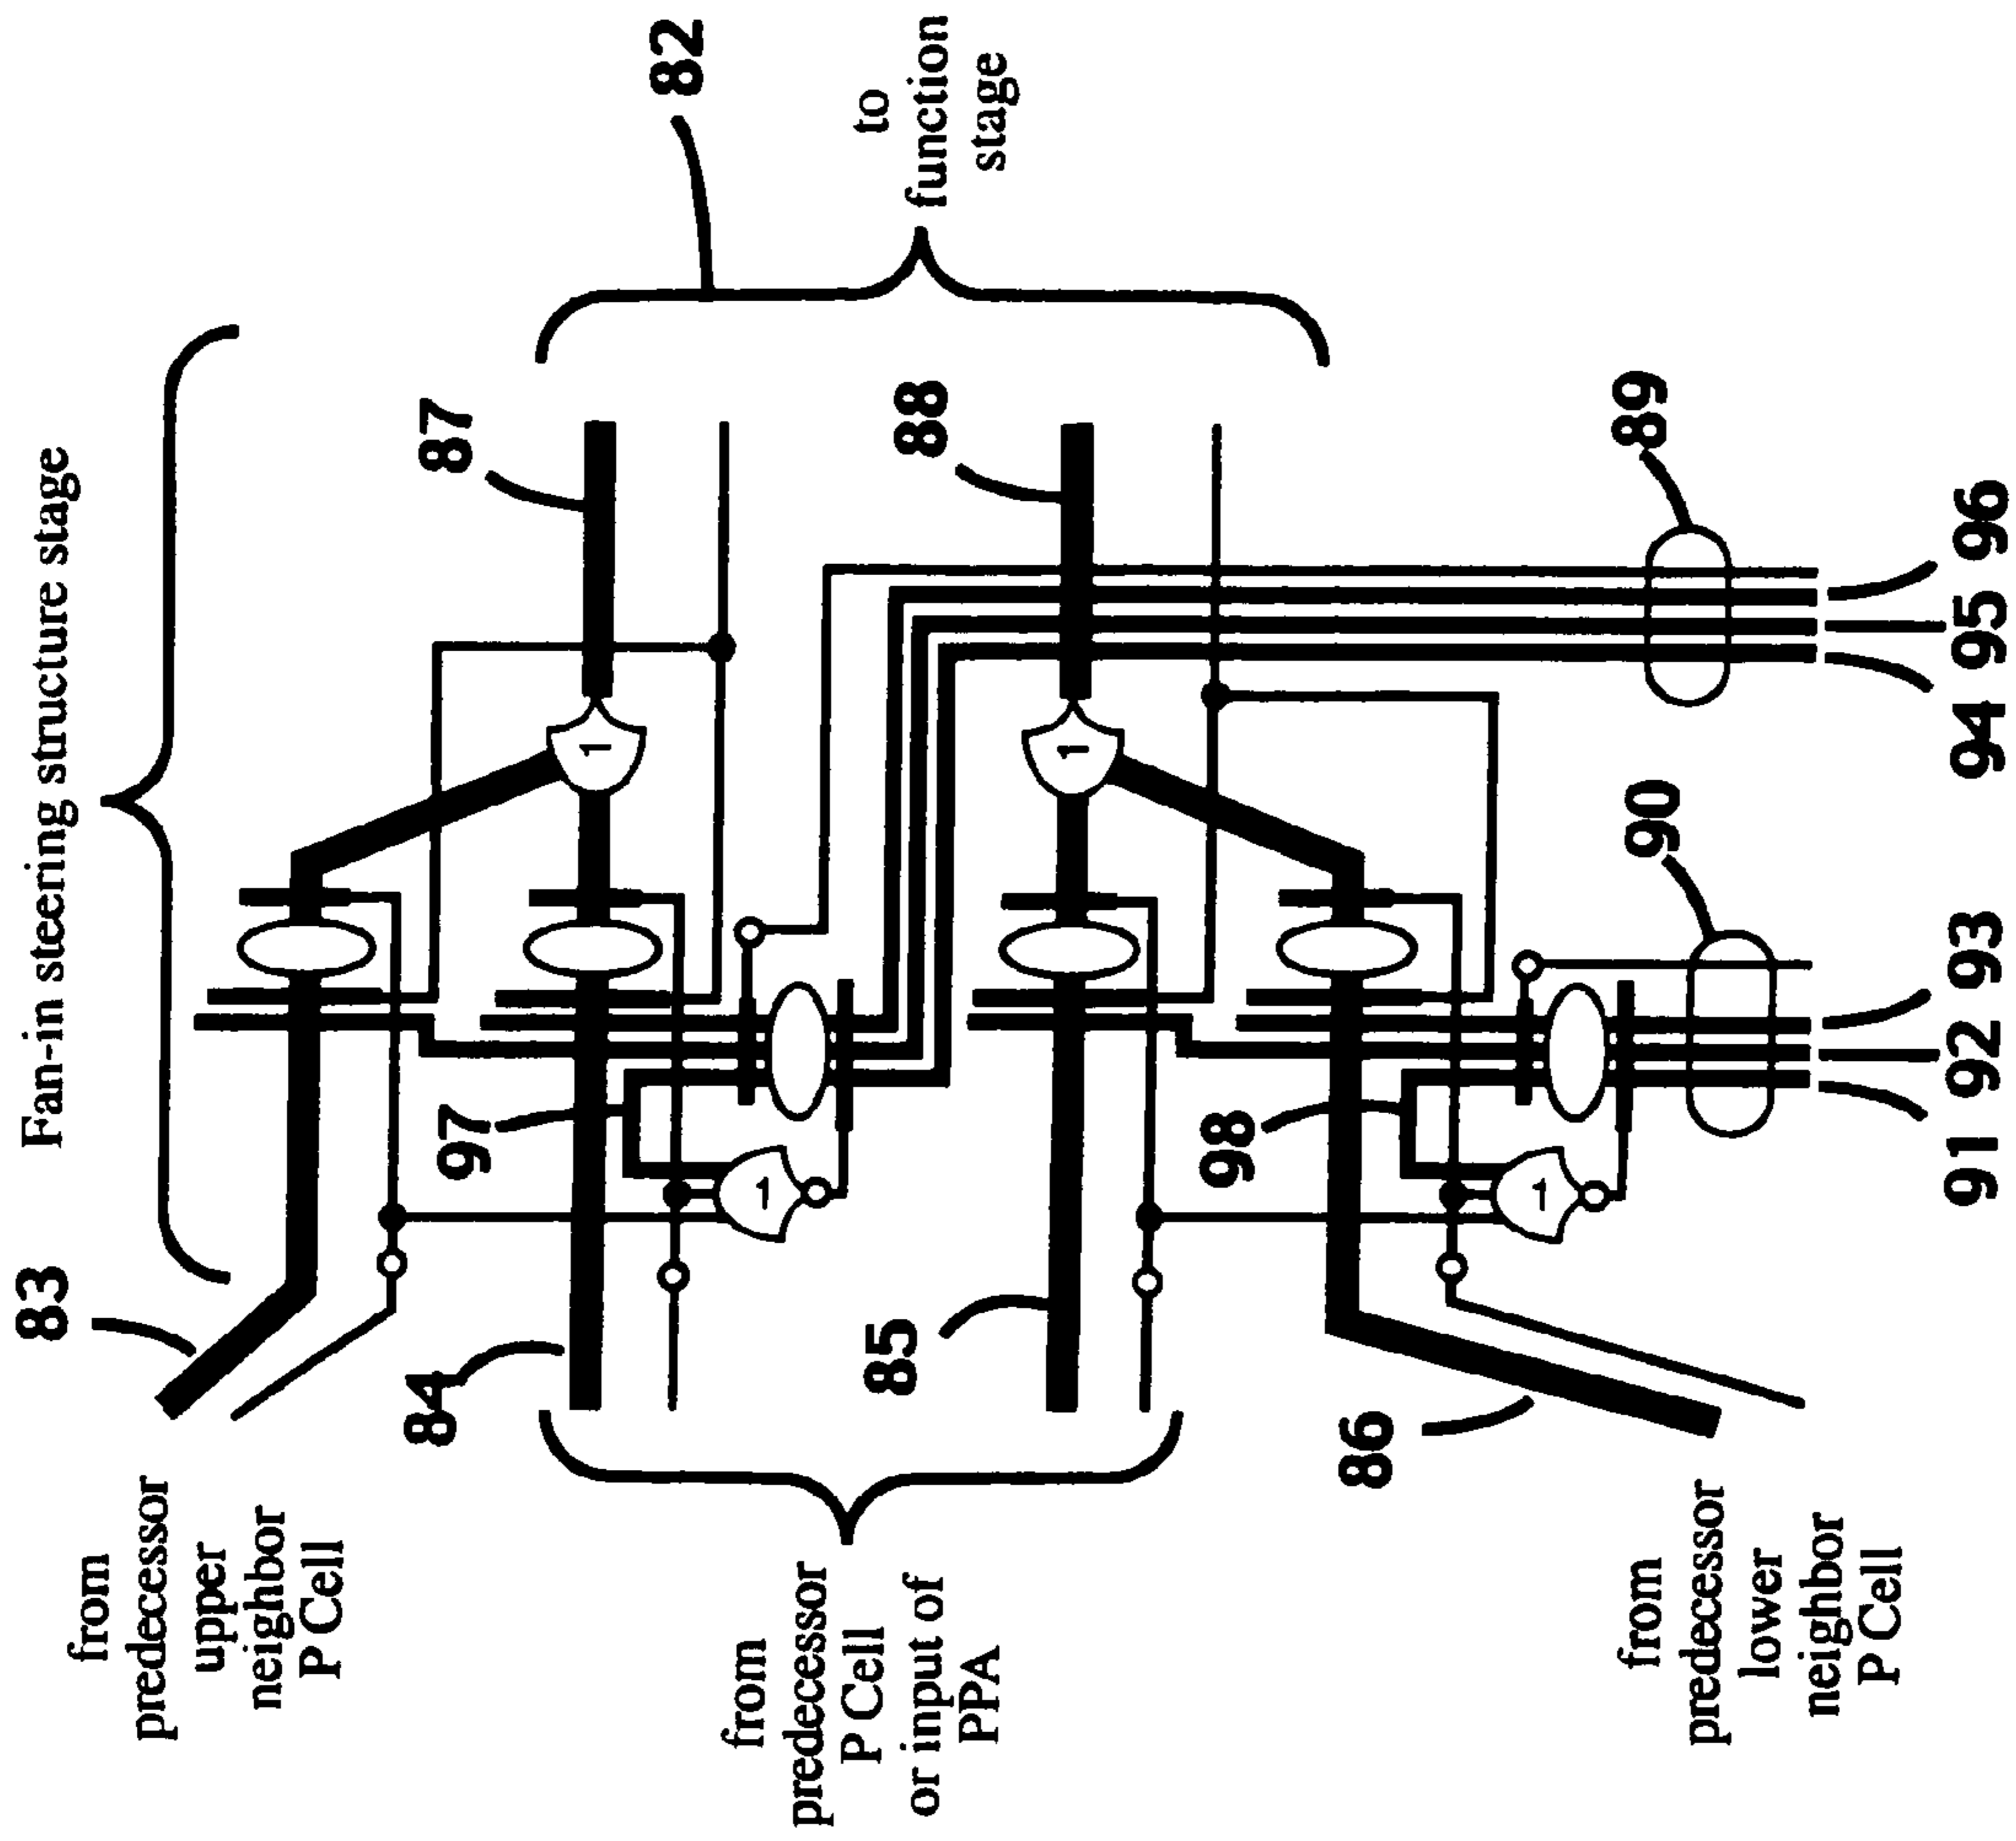 Fan-in steering structure stage
83
from
predecessor
upper
neighbor
P Cell
84
87
82
97
1
1
from
predecessor
P Cell
or input of
PPA
85
88
to
function
stage
98
1
1
86
90
89
from
predecessor
lower
neighbor
P Cell
91 92 93
94 95 96